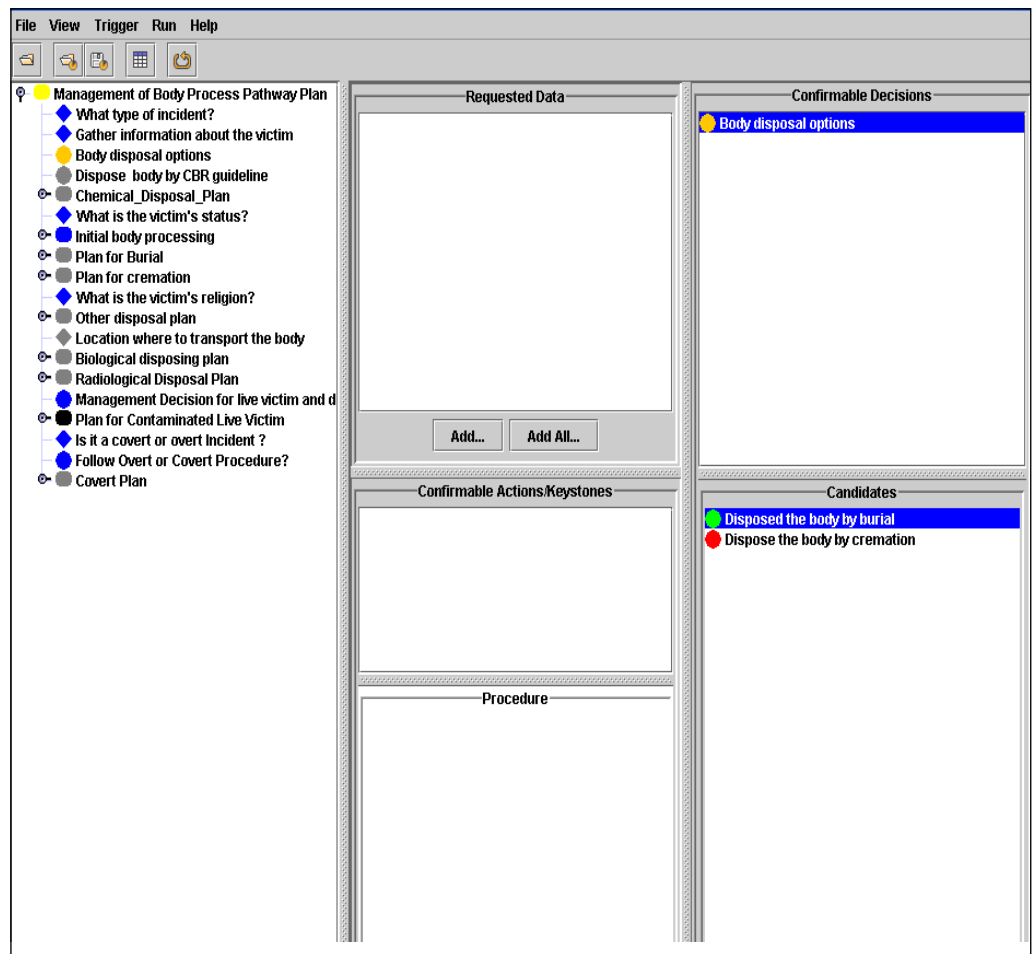 File View Trigger Run Help
Management of Body Process Pathway Plan
What type of incident?
Gather information about the victim
Body disposal options
Dispose body by CBR guideline
Chemical_Disposal_Plan
What is the victim's status?
Initial body processing
Plan for Burial
Plan for cremation
What is the victim's religion?
Other disposal plan
Location where to transport the body
Biological disposing plan
Radiological Disposal Plan
Management Decision for live victim and d
Plan for Contaminated Live Victim
Is it a covert or overt Incident ?
Follow Overt or Covert Procedure?
Covert Plan
Requested Data
Add... Add All...
Confirmable Actions/Keystones
Procedure
Confirmable Decisions
Body disposal options
Candidates
Disposed the body by burial
Dispose the body by cremation